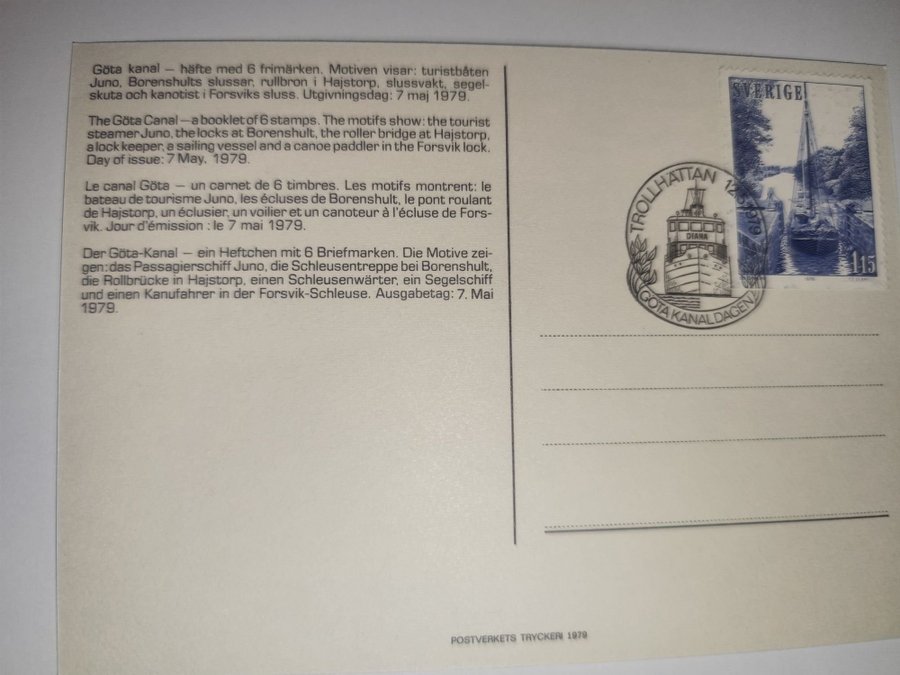 Göta kanal – häfte med 6 frimärken. Motiven visar: turistbåten
Juno, Borenshults slussar, rullbron i Hajstorp, slussvakt, segel-
skuta och kanotist i Forsviks sluss. Utgivningsdag: 7 maj 1979.
The Göta Canal – a booklet of 6 stamps. The motifs show: the tourist
steamer Juno, the locks at Borenshult, the roller bridge at Hajstorp,
a lock keeper, a sailing vessel and a canoe paddler in the Forsvik lock.
Day of issue: 7 May, 1979.
Le canal Göta – un carnet de 6 timbres. Les motifs montrent: le
bateau de tourisme Juno, les écluses de Borenshult, le pont roulant
de Hajstorp, un éclusier, un voilier et un canoteur à l'écluse de Fors-
vik. Jour d'émission : le 7 mai 1979.
Der Göta-Kanal – ein Heftchen mit 6 Briefmarken. Die Motive zei-
gen: das Passagierschiff Juno, die Schleusentreppe bei Borenshult,
die Rollbrücke in Hajstorp, einen Schleusenwärter, ein Segelschiff
und einen Kanufahrer in der Forsvik-Schleuse. Ausgabetag: 7. Mai
1979.
SVERIGE
115
TROLLHÄTTAN 1979
DIANA
GÖTA KANALDAGEN
POSTVERKETS TRYCKERI 1979